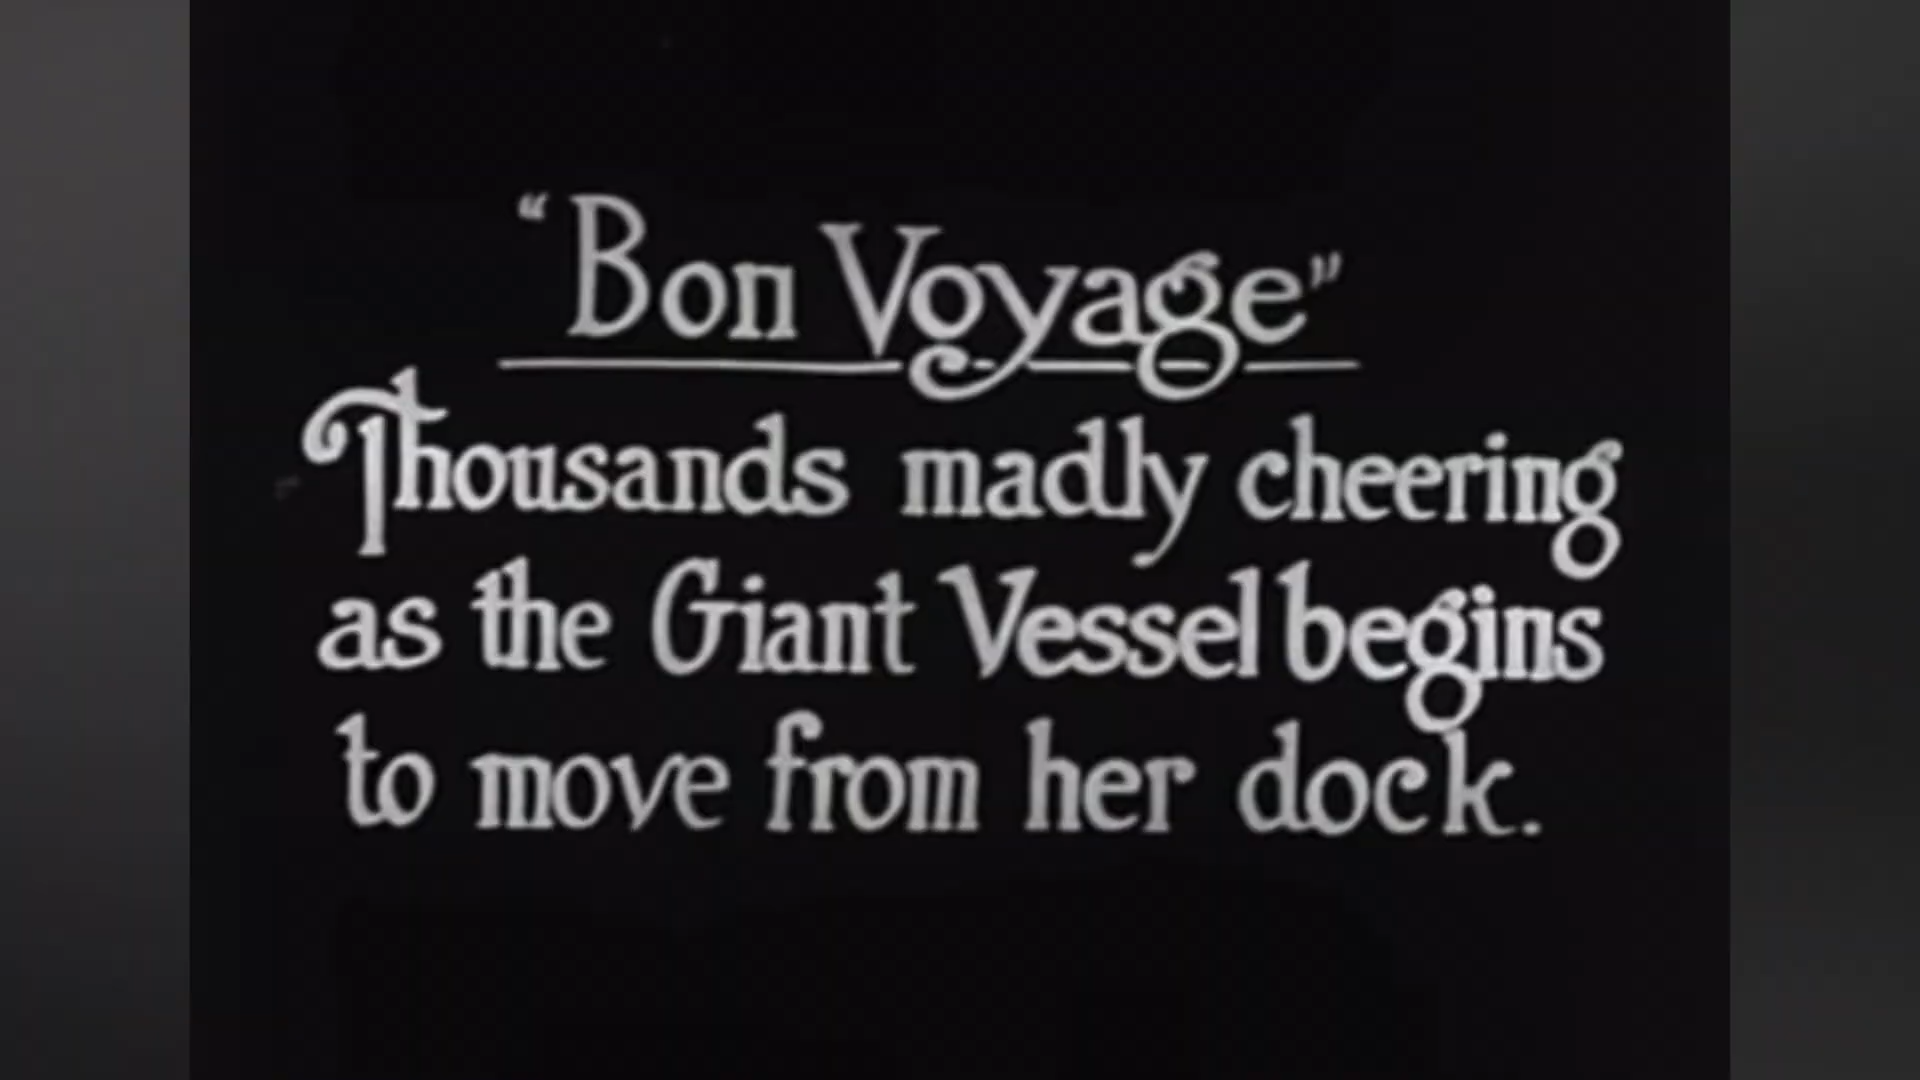 "Bon Voyage"
Thousands madly cheering
as the Giant Vessel begins
to move from her dock.